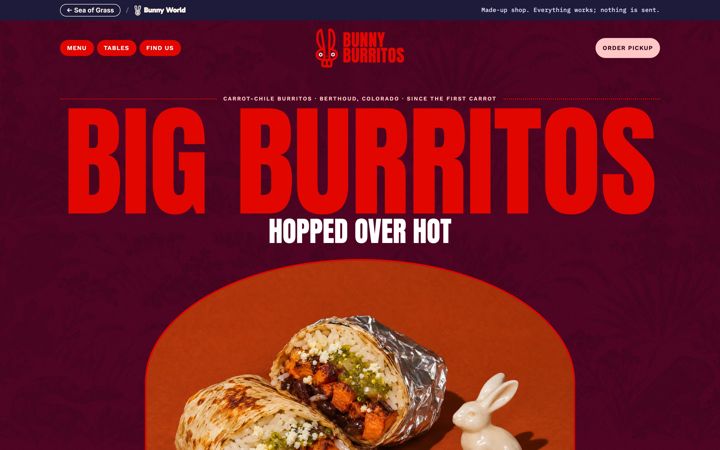 ← Sea of Grass / Bunny World
Made-up shop. Everything works; nothing is sent.
MENU
TABLES
FIND US
BUNNY
BURRITOS
ORDER PICKUP
CARROT-CHILE BURRITOS · BERTHOUD, COLORADO · SINCE THE FIRST CARROT
BIG BURRITOS
HOPPED OVER HOT